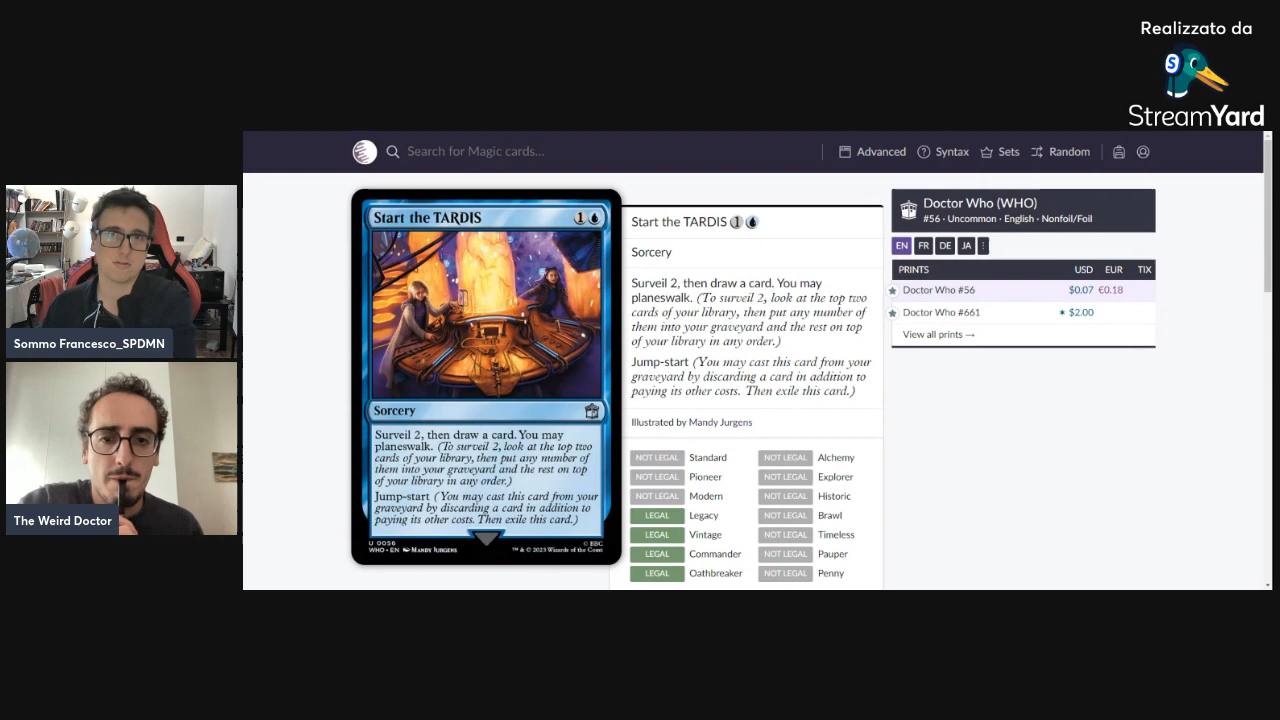 Realizzato da
StreamYard
Search for Magic cards...
Advanced
Syntax
Sets
Random
Sommo Francesco_SPDMN
The Weird Doctor
Start the TARDIS 1
Sorcery
Surveil 2, then draw a card. You may
planeswalk. (To surveil 2, look at the top two
cards of your library, then put any number of
them into your graveyard and the rest on top
of your library in any order.)
Jump-start (You may cast this card from your
graveyard by discarding a card in addition to
paying its other costs. Then exile this card.)
U 0056
WHO • EN Mandy Jurgens
™ & © 2023 Wizards of the Coast
© BBC
Start the TARDIS 1
Sorcery
Surveil 2, then draw a card. You may
planeswalk. (To surveil 2, look at the top two
cards of your library, then put any number of
them into your graveyard and the rest on top
of your library in any order.)
Jump-start (You may cast this card from your
graveyard by discarding a card in addition to
paying its other costs. Then exile this card.)
Illustrated by Mandy Jurgens
NOT LEGAL Standard NOT LEGAL Alchemy
NOT LEGAL Pioneer NOT LEGAL Explorer
NOT LEGAL Modern NOT LEGAL Historic
LEGAL Legacy NOT LEGAL Brawl
LEGAL Vintage NOT LEGAL Timeless
LEGAL Commander NOT LEGAL Pauper
LEGAL Oathbreaker NOT LEGAL Penny
Doctor Who (WHO)
#56 · Uncommon · English · Nonfoil/Foil
EN FR DE JA
PRINTS USD EUR TIX
Doctor Who #56 $0.07 €0.18
Doctor Who #661 $2.00
View all prints →